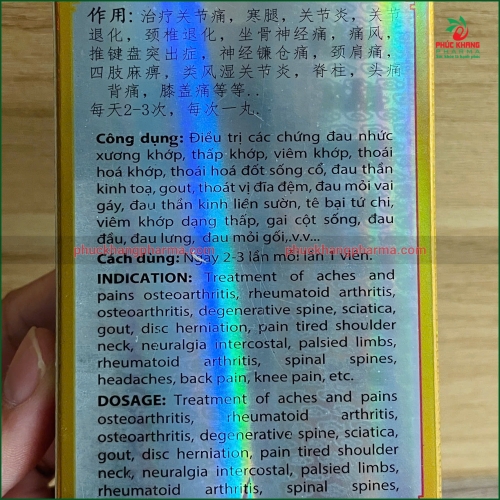 PHÚC KHANG
作用：治疗关节痛，寒腿，关节炎，关节
退化，颈椎退化，坐骨神经痛，痛风，
推键盘突出症，神经镰仓痛，颈肩痛，
四肢麻痹，类风湿关节炎，脊柱，头痛
背痛，膝盖痛等等..
每天2-3次，每次一丸。
Công dụng: Điều trị các chứng đau nhức
xương khớp, thấp khớp, viêm khớp, thoái
hoá khớp, thoái hoá đốt sống cổ, đau thần
kinh toạ, gout, thoát vị đĩa đệm, đau mỏi vai
gáy, đau thần kinh liên sườn, tê bại tứ chi,
viêm khớp dạng thấp, gai cột sống, đau
đầu, đau lưng, đau mỏi gối,v.v...
phuckhangpharma.com phuckhangpharma.com
Cách dùng: Ngày 2-3 lần mỗi lần 1 viên.
INDICATION: Treatment of aches and
pains osteoarthritis, rheumatoid arthritis,
osteoarthritis, degenerative spine, sciatica,
gout, disc herniation, pain tired shoulder
neck, neuralgia intercostal, palsied limbs,
rheumatoid arthritis, spinal spines,
headaches, back pain, knee pain, etc.
DOSAGE: Treatment of aches and pains
osteoarthritis, rheumatoid arthritis,
osteoarthritis, degenerative spine, sciatica,
gout, disc herniation, pain tired shoulder
neck, neuralgia intercostal, palsied limbs,
rheumatoid arthritis, spinal spines,